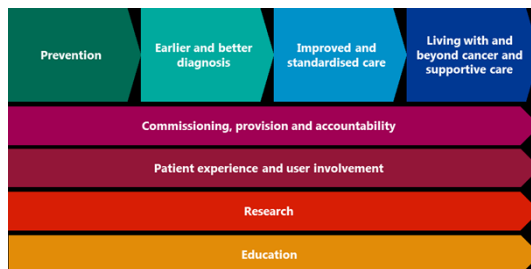 Prevention
Earlier and better
diagnosis
Improved and
standardised care
Living with and
beyond cancer and
supportive care
Commissioning, provision and accountability
Patient experience and user involvement
Research
Education